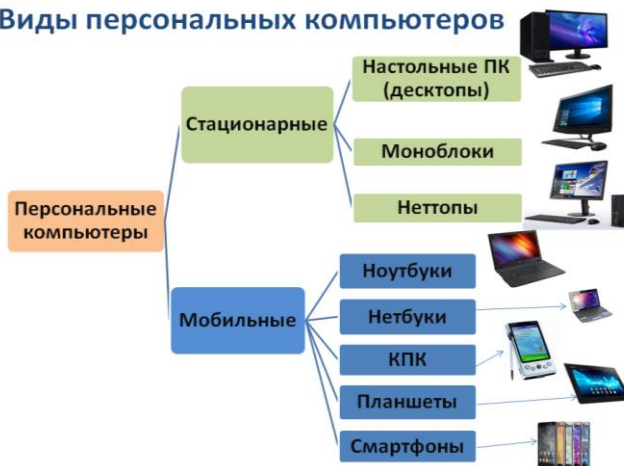 Виды персональных компьютеров
Настольные ПК
(десктопы)
Стационарные
Моноблоки
Неттопы
Персональные
компьютеры
Ноутбуки
Мобильные
Нетбуки
КПК
Планшеты
Смартфоны